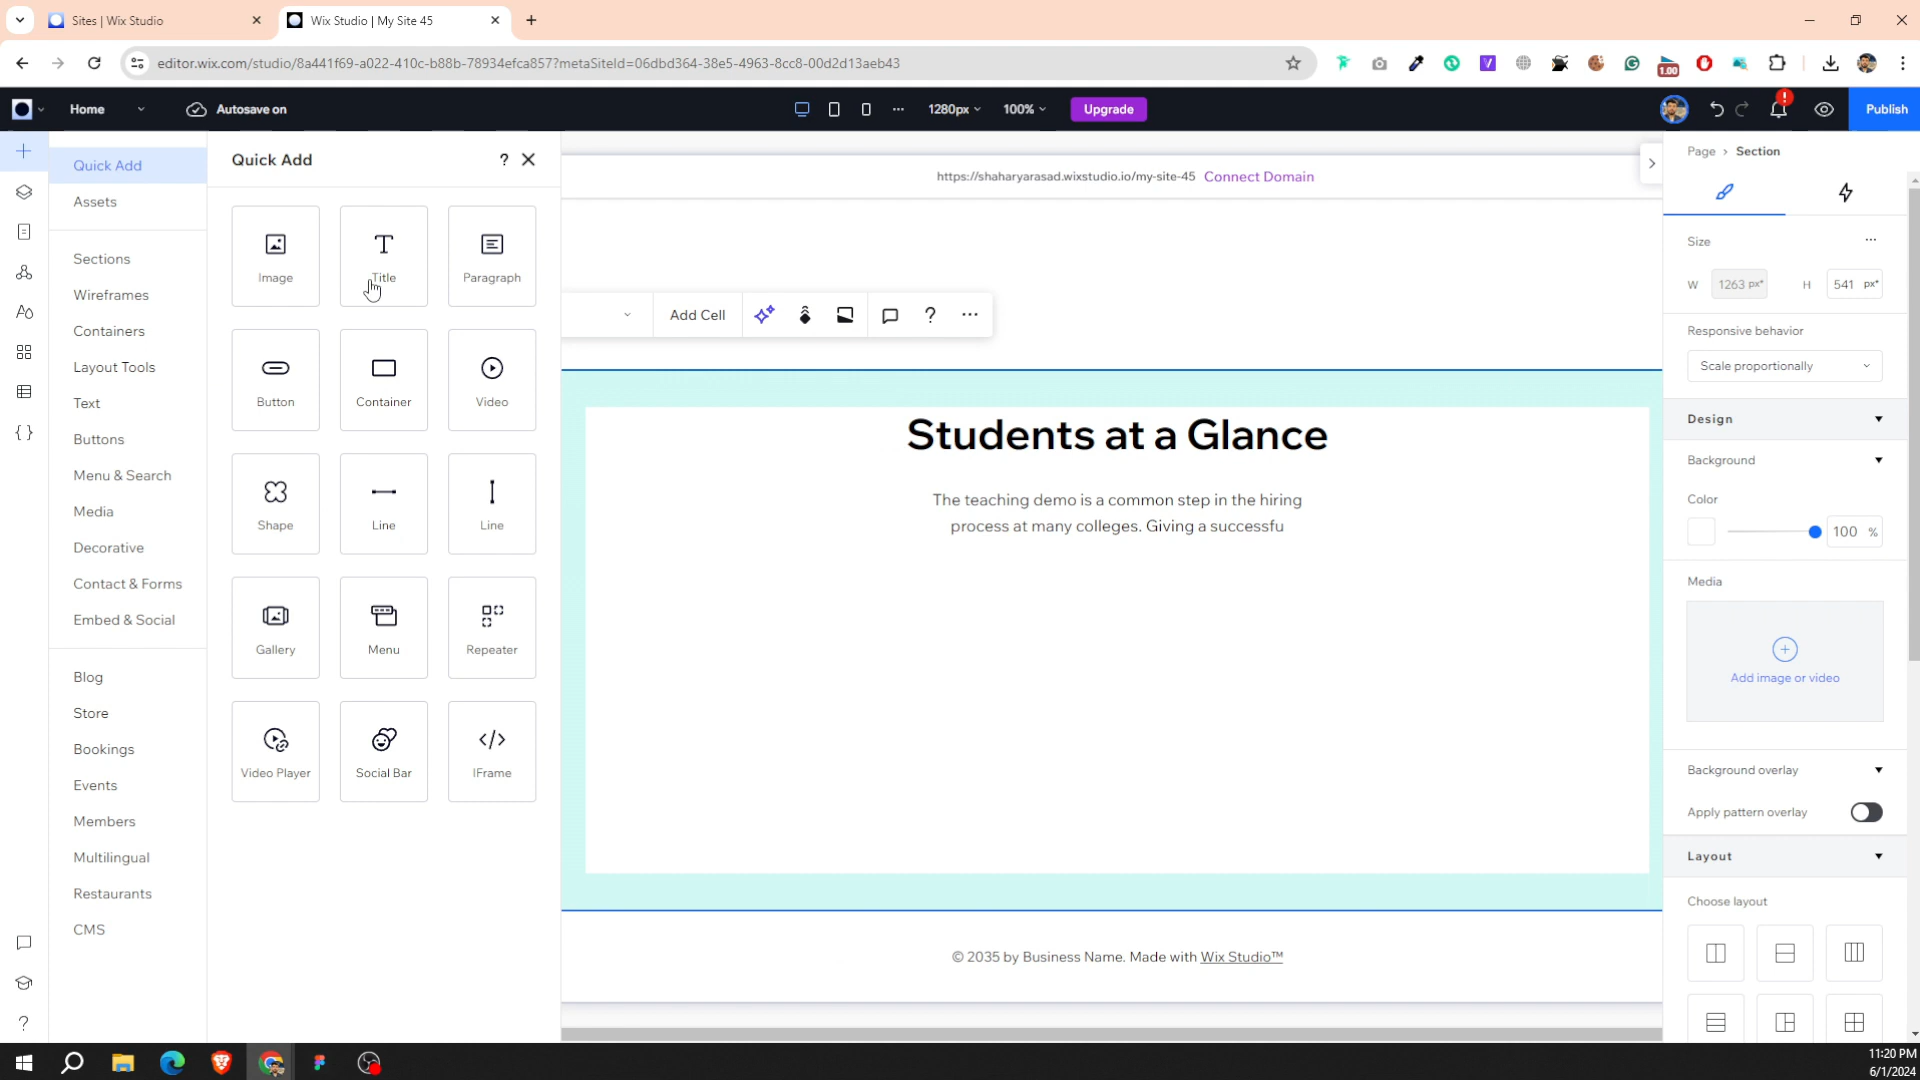 Sites | Wix Studio
Wix Studio | My Site 45
editor.wix.com/studio/8a441f69-a022-410c-b88b-78934efca857?metaSiteId=06dbd364-38e5-4963-8cc8-00d2d13aeb43
1.00
Home
Autosave on
1280px
100%
Upgrade
!
Publish
Quick Add
Assets
Sections
Wireframes
Containers
Layout Tools
Text
Buttons
Menu & Search
Media
Decorative
Contact & Forms
Embed & Social
Blog
Store
Bookings
Events
Members
Multilingual
Restaurants
CMS
Quick Add
?
Image
Title
Paragraph
Button
Container
Video
Shape
Line
Line
Gallery
Menu
Repeater
Video Player
Social Bar
IFrame
https://shaharyarasad.wixstudio.io/my-site-45 Connect Domain
Add Cell
?
Students at a Glance
The teaching demo is a common step in the hiring
process at many colleges. Giving a successfu
© 2035 by Business Name. Made with Wix Studio™
Page > Section
Size
W 1263 px* H 541 px*
Responsive behavior
Scale proportionally
Design
Background
Color
100 %
Media
Add image or video
Background overlay
Apply pattern overlay
Layout
Choose layout
?
11:20 PM
6/1/2024